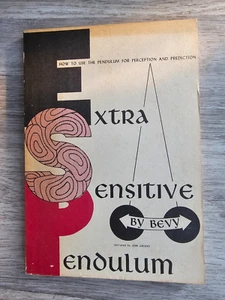 HOW TO USE THE PENDULUM FOR PERCEPTION AND PREDICTION
Extra
Sensitive
BY BEVY
Pendulum